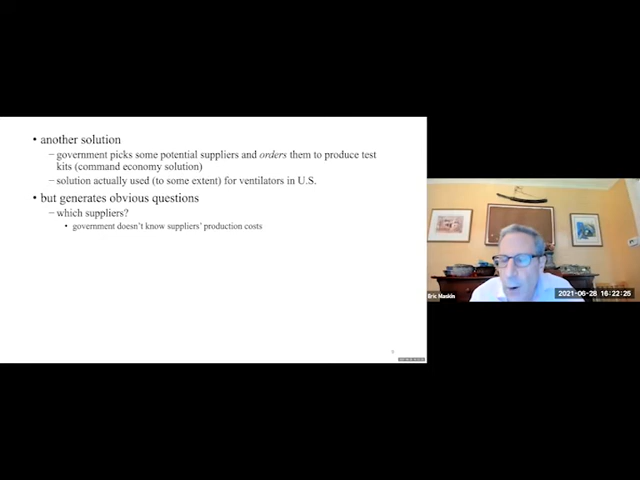 • another solution
– government picks some potential suppliers and orders them to produce test
kits (command economy solution)
– solution actually used (to some extent) for ventilators in U.S.
• but generates obvious questions
– which suppliers?
• government doesn't know suppliers' production costs
Eric Maskin
2021-06-28 16:22:25